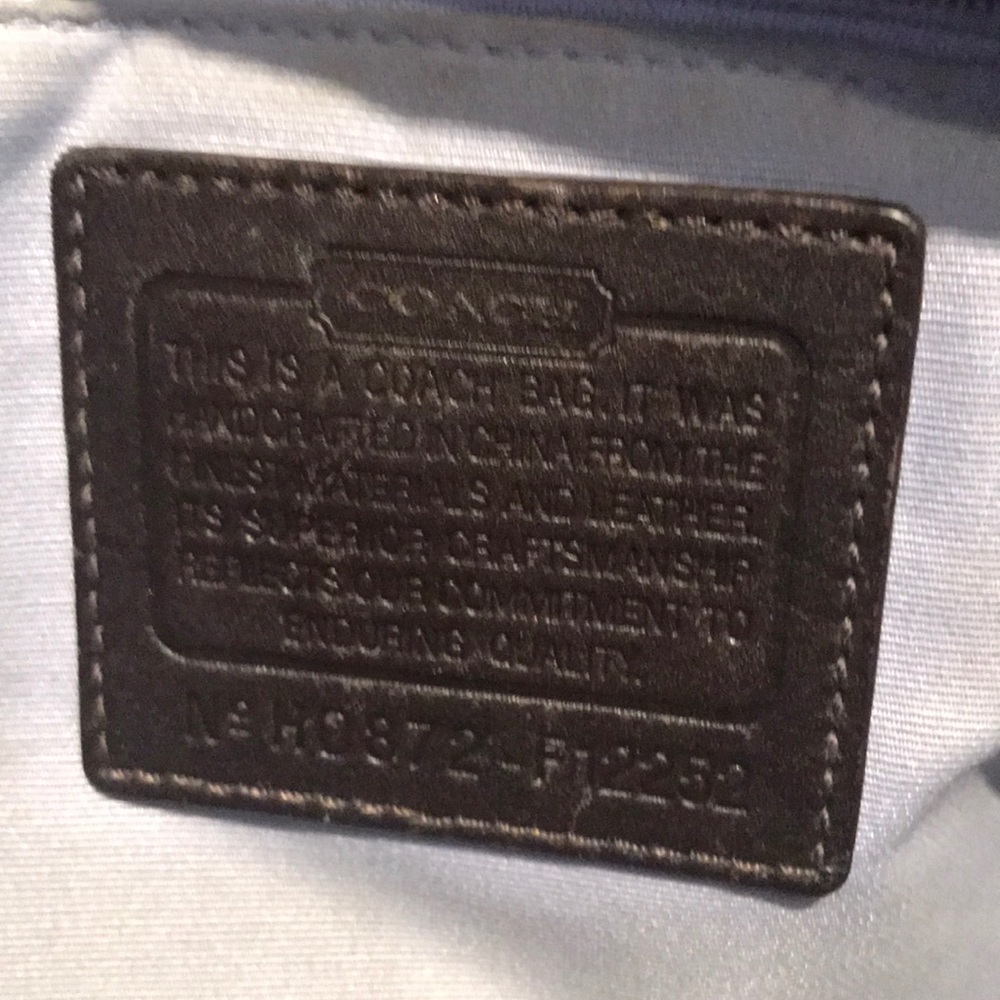 COACH
THIS IS A COACH BAG. IT WAS
HANDCRAFTED IN CHINA FROM THE
FINEST MATERIALS AND LEATHER.
ITS SUPERIOR CRAFTSMANSHIP
REFLECTS OUR COMMITMENT TO
ENDURING QUALITY.
Nº H0872-F12252